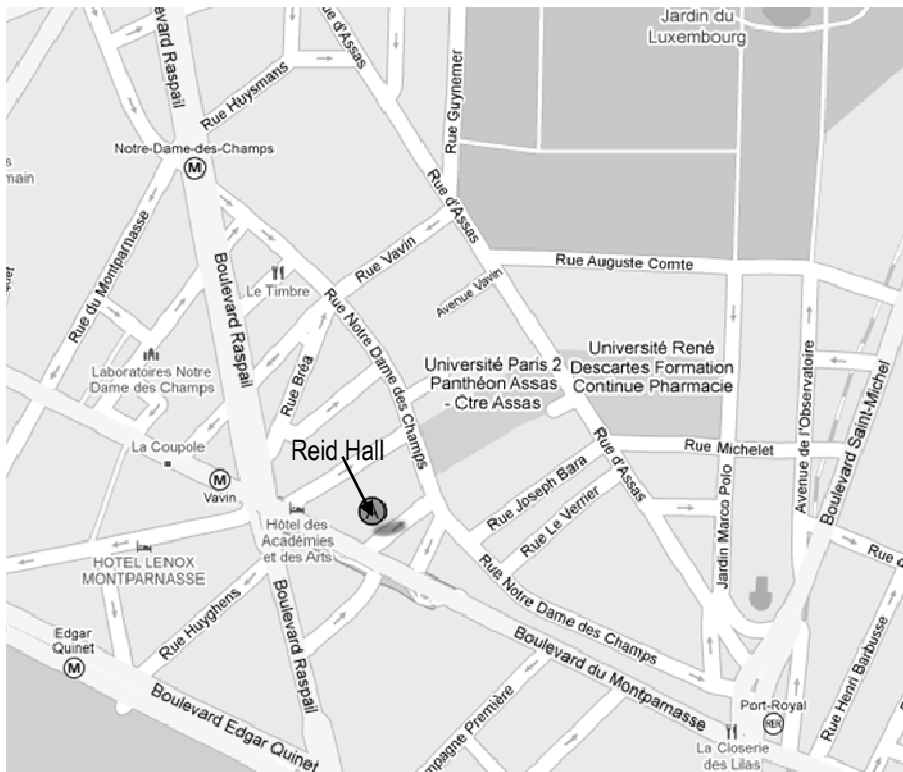 Jardin du
Luxembourg
Boulevard Raspail
Rue d'Assas
Rue Huysmans
Rue Guynemer
Notre-Dame-des-Champs
M
main
Rue d'Assas
Rue du Montparnasse
Rue Vavin
Rue Auguste Comte
Boulevard Raspail
Le Timbre
Avenue Vavin
Rue Notre Dame des Champs
Laboratoires Notre
Dame des Champs
Rue Bréa
Université Paris 2
Panthéon Assas
- Ctre Assas
Université René
Descartes Formation
Continue Pharmacie
Avenue de l'Observatoire
Boulevard Saint-Michel
La Coupole
Reid Hall
Rue Michelet
Rue d'Assas
M
Vavin
A
Rue Joseph Bara
Rue Le Verrier
Jardin Marco Polo
Hôtel des
Académies
et des Arts
HOTEL LENOX
MONTPARNASSE
Rue d
Rue Notre Dame des Champs
Rue Huyghens
Boulevard Raspail
Edgar
Quinet
M
Boulevard du Montparnasse
Rue Henri Barbusse
Boulevard Edgar Quinet
mpagne Première
Port-Royal
RER
La Closerie
des Lilas